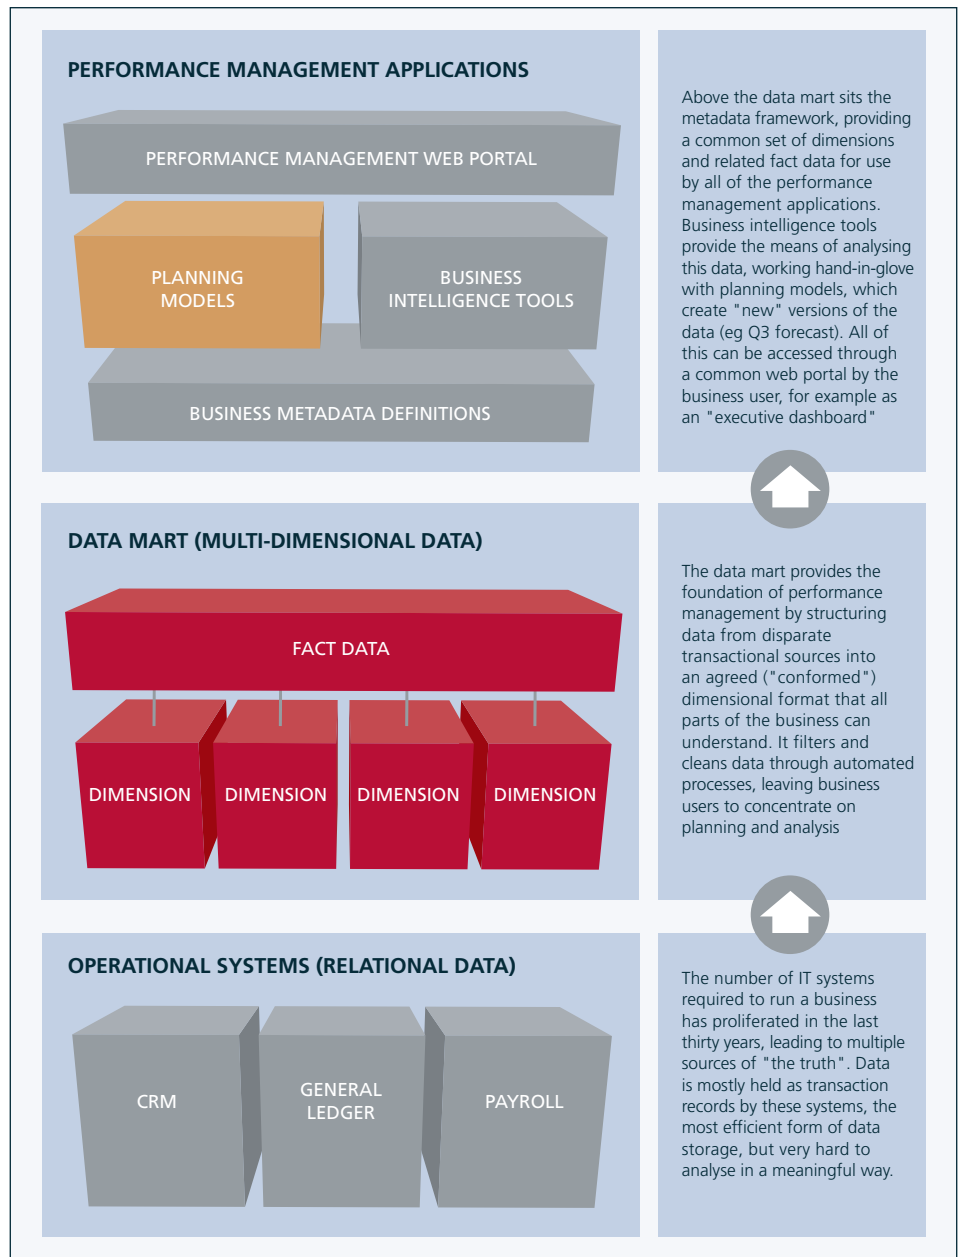 PERFORMANCE MANAGEMENT APPLICATIONS
PERFORMANCE MANAGEMENT WEB PORTAL
PLANNING
MODELS
BUSINESS
INTELLIGENCE TOOLS
BUSINESS METADATA DEFINITIONS
Above the data mart sits the
metadata framework, providing
a common set of dimensions
and related fact data for use
by all of the performance
management applications.
Business intelligence tools
provide the means of analysing
this data, working hand-in-glove
with planning models, which
create "new" versions of the
data (eg Q3 forecast). All of
this can be accessed through
a common web portal by the
business user, for example as
an "executive dashboard"
DATA MART (MULTI-DIMENSIONAL DATA)
FACT DATA
DIMENSION
DIMENSION
DIMENSION
DIMENSION
The data mart provides the
foundation of performance
management by structuring
data from disparate
transactional sources into
an agreed ("conformed")
dimensional format that all
parts of the business can
understand. It filters and
cleans data through automated
processes, leaving business
users to concentrate on
planning and analysis
OPERATIONAL SYSTEMS (RELATIONAL DATA)
CRM
GENERAL
LEDGER
PAYROLL
The number of IT systems
required to run a business
has proliferated in the last
thirty years, leading to multiple
sources of "the truth". Data
is mostly held as transaction
records by these systems, the
most efficient form of data
storage, but very hard to
analyse in a meaningful way.